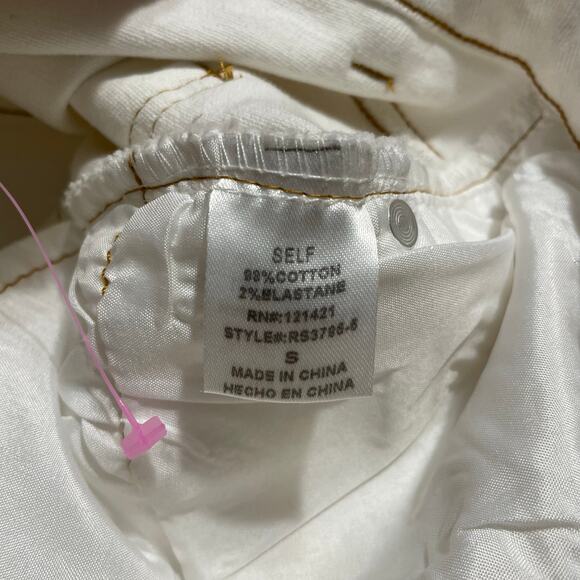 SELF
98%COTTON
2%ELASTANE
RN#:121421
STYLE#:RS3795-5
S
MADE IN CHINA
HECHO EN CHINA